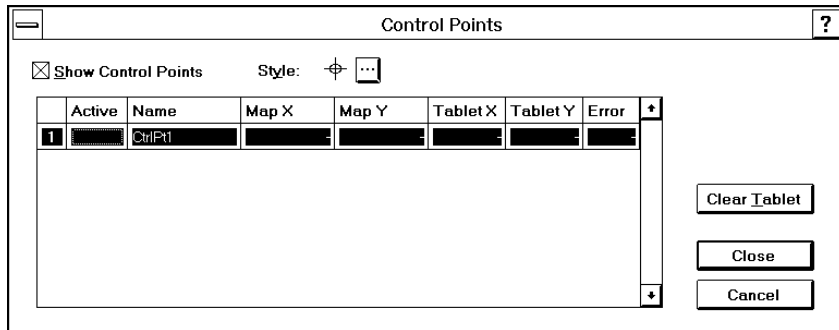 Control Points ?
Show Control Points Style: ...
Active Name Map X Map Y Tablet X Tablet Y Error
1 CtrlPt1 - - - - -
Clear Tablet
Close
Cancel